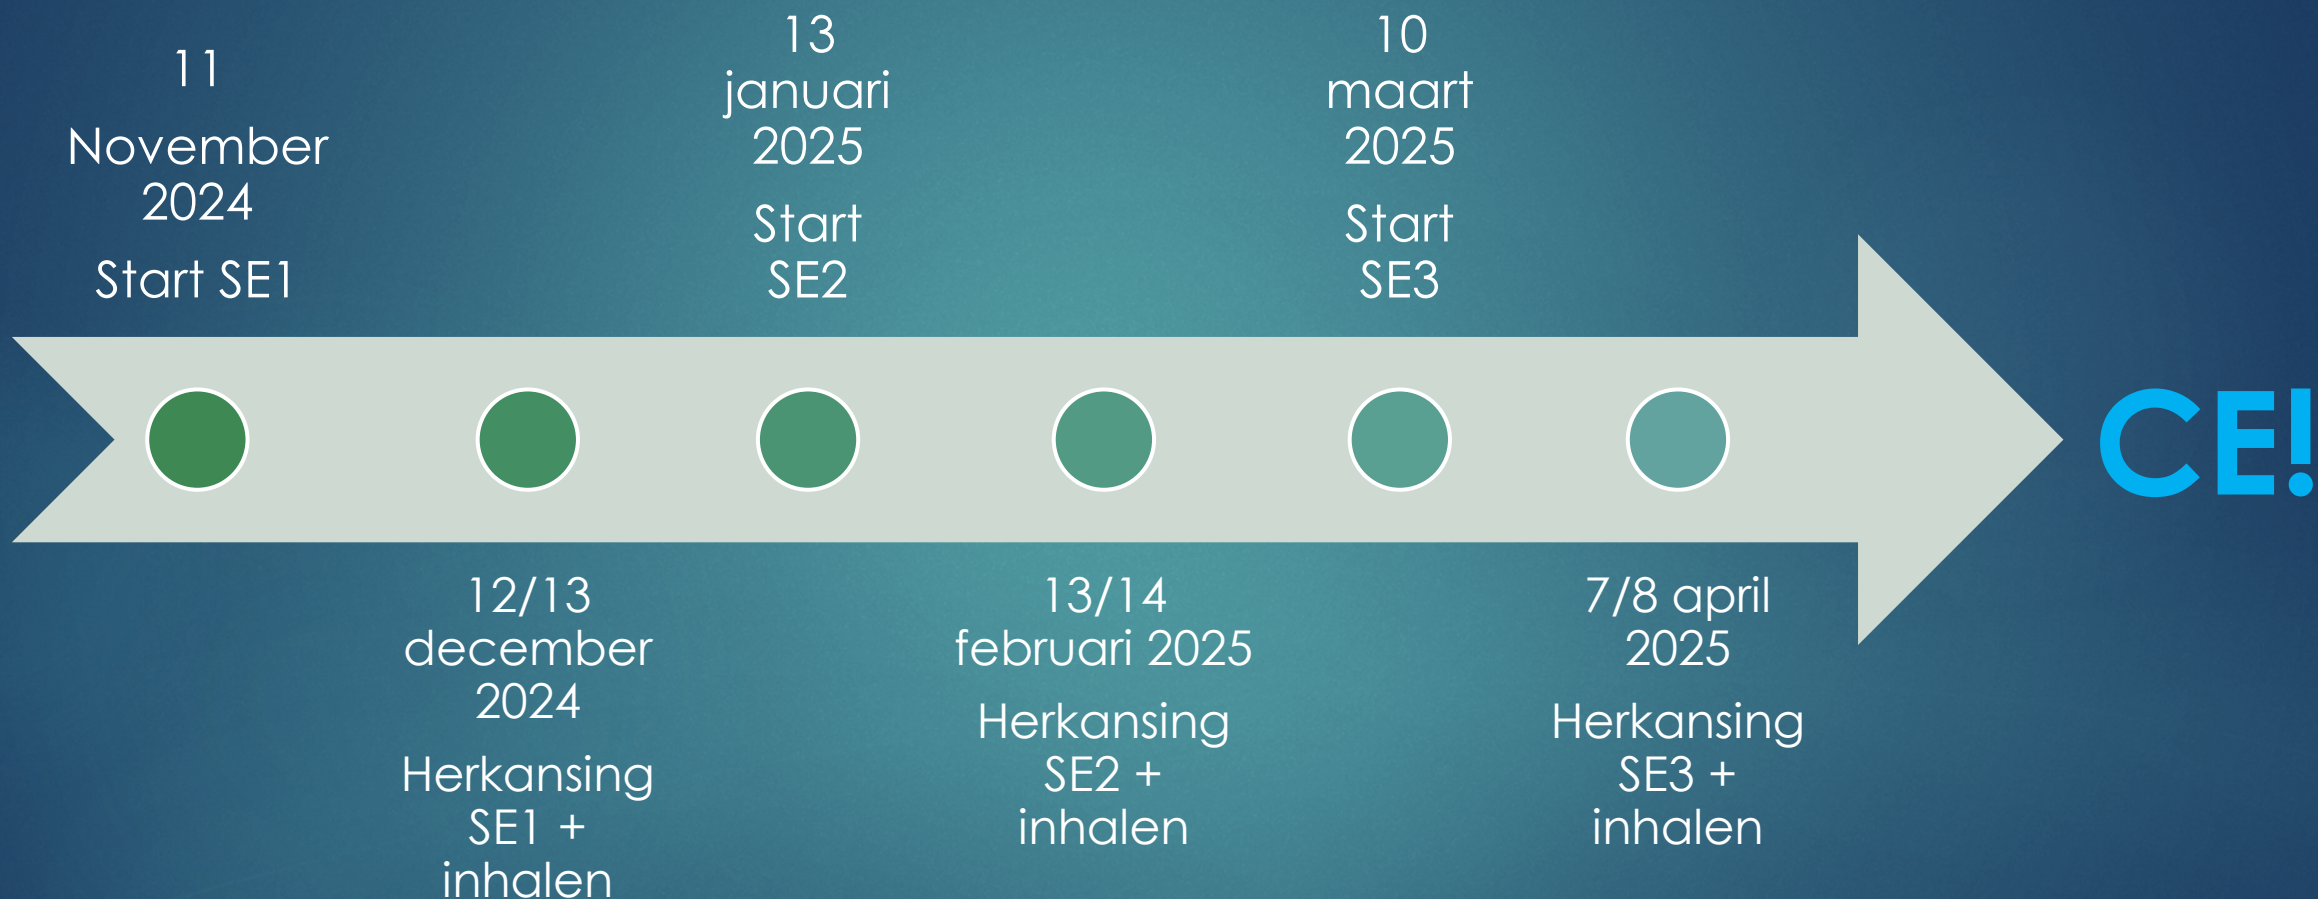 11
November
2024
Start SE1
12/13
december
2024
Herkansing
SE1 +
inhalen
13
januari
2025
Start
SE2
13/14
februari 2025
Herkansing
SE2 +
inhalen
10
maart
2025
Start
SE3
7/8 april
2025
Herkansing
SE3 +
inhalen
CE!